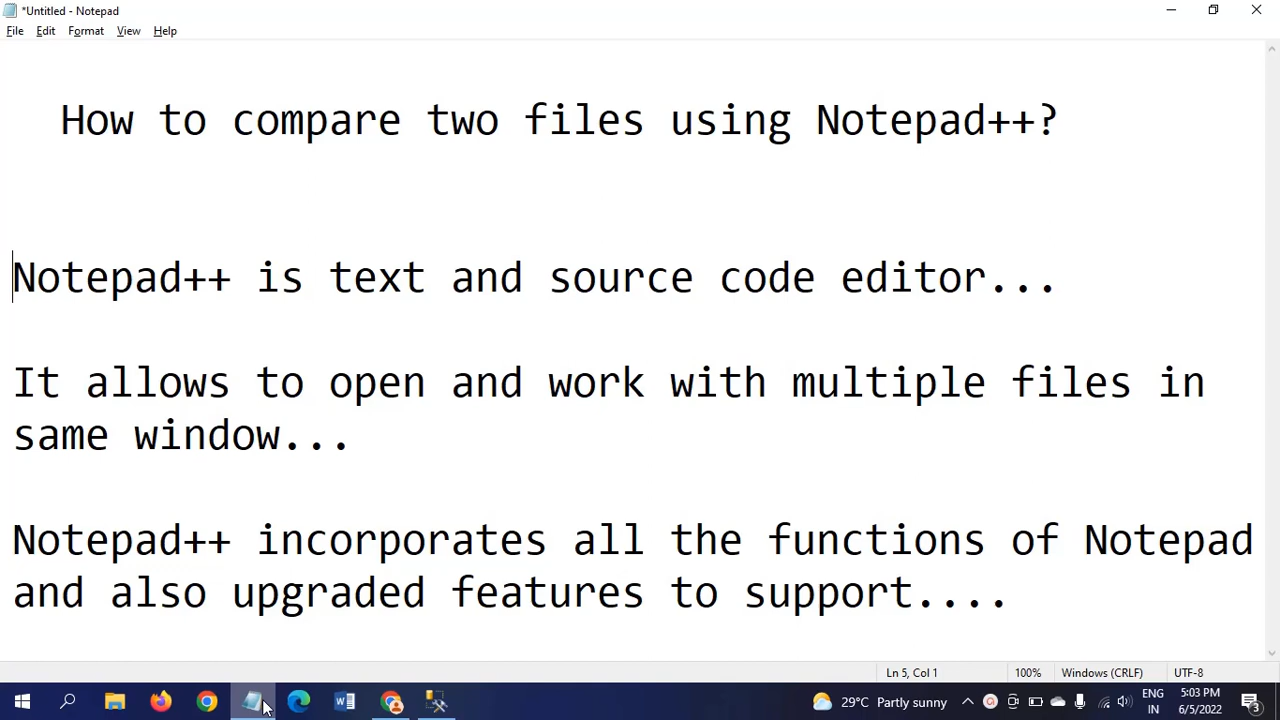 *Untitled - Notepad
File Edit Format View Help
How to compare two files using Notepad++?
Notepad++ is text and source code editor...
It allows to open and work with multiple files in
same window...
Notepad++ incorporates all the functions of Notepad
and also upgraded features to support....
Ln 5, Col 1 100% Windows (CRLF) UTF-8
29°C Partly sunny
ENG
IN
5:03 PM
6/5/2022
3